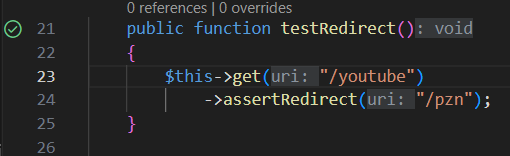 0 references | 0 overrides
21 public function testRedirect(): void
22 {
23 $this->get(uri: "/youtube")
24 ->assertRedirect(uri: "/pzn");
25 }
26